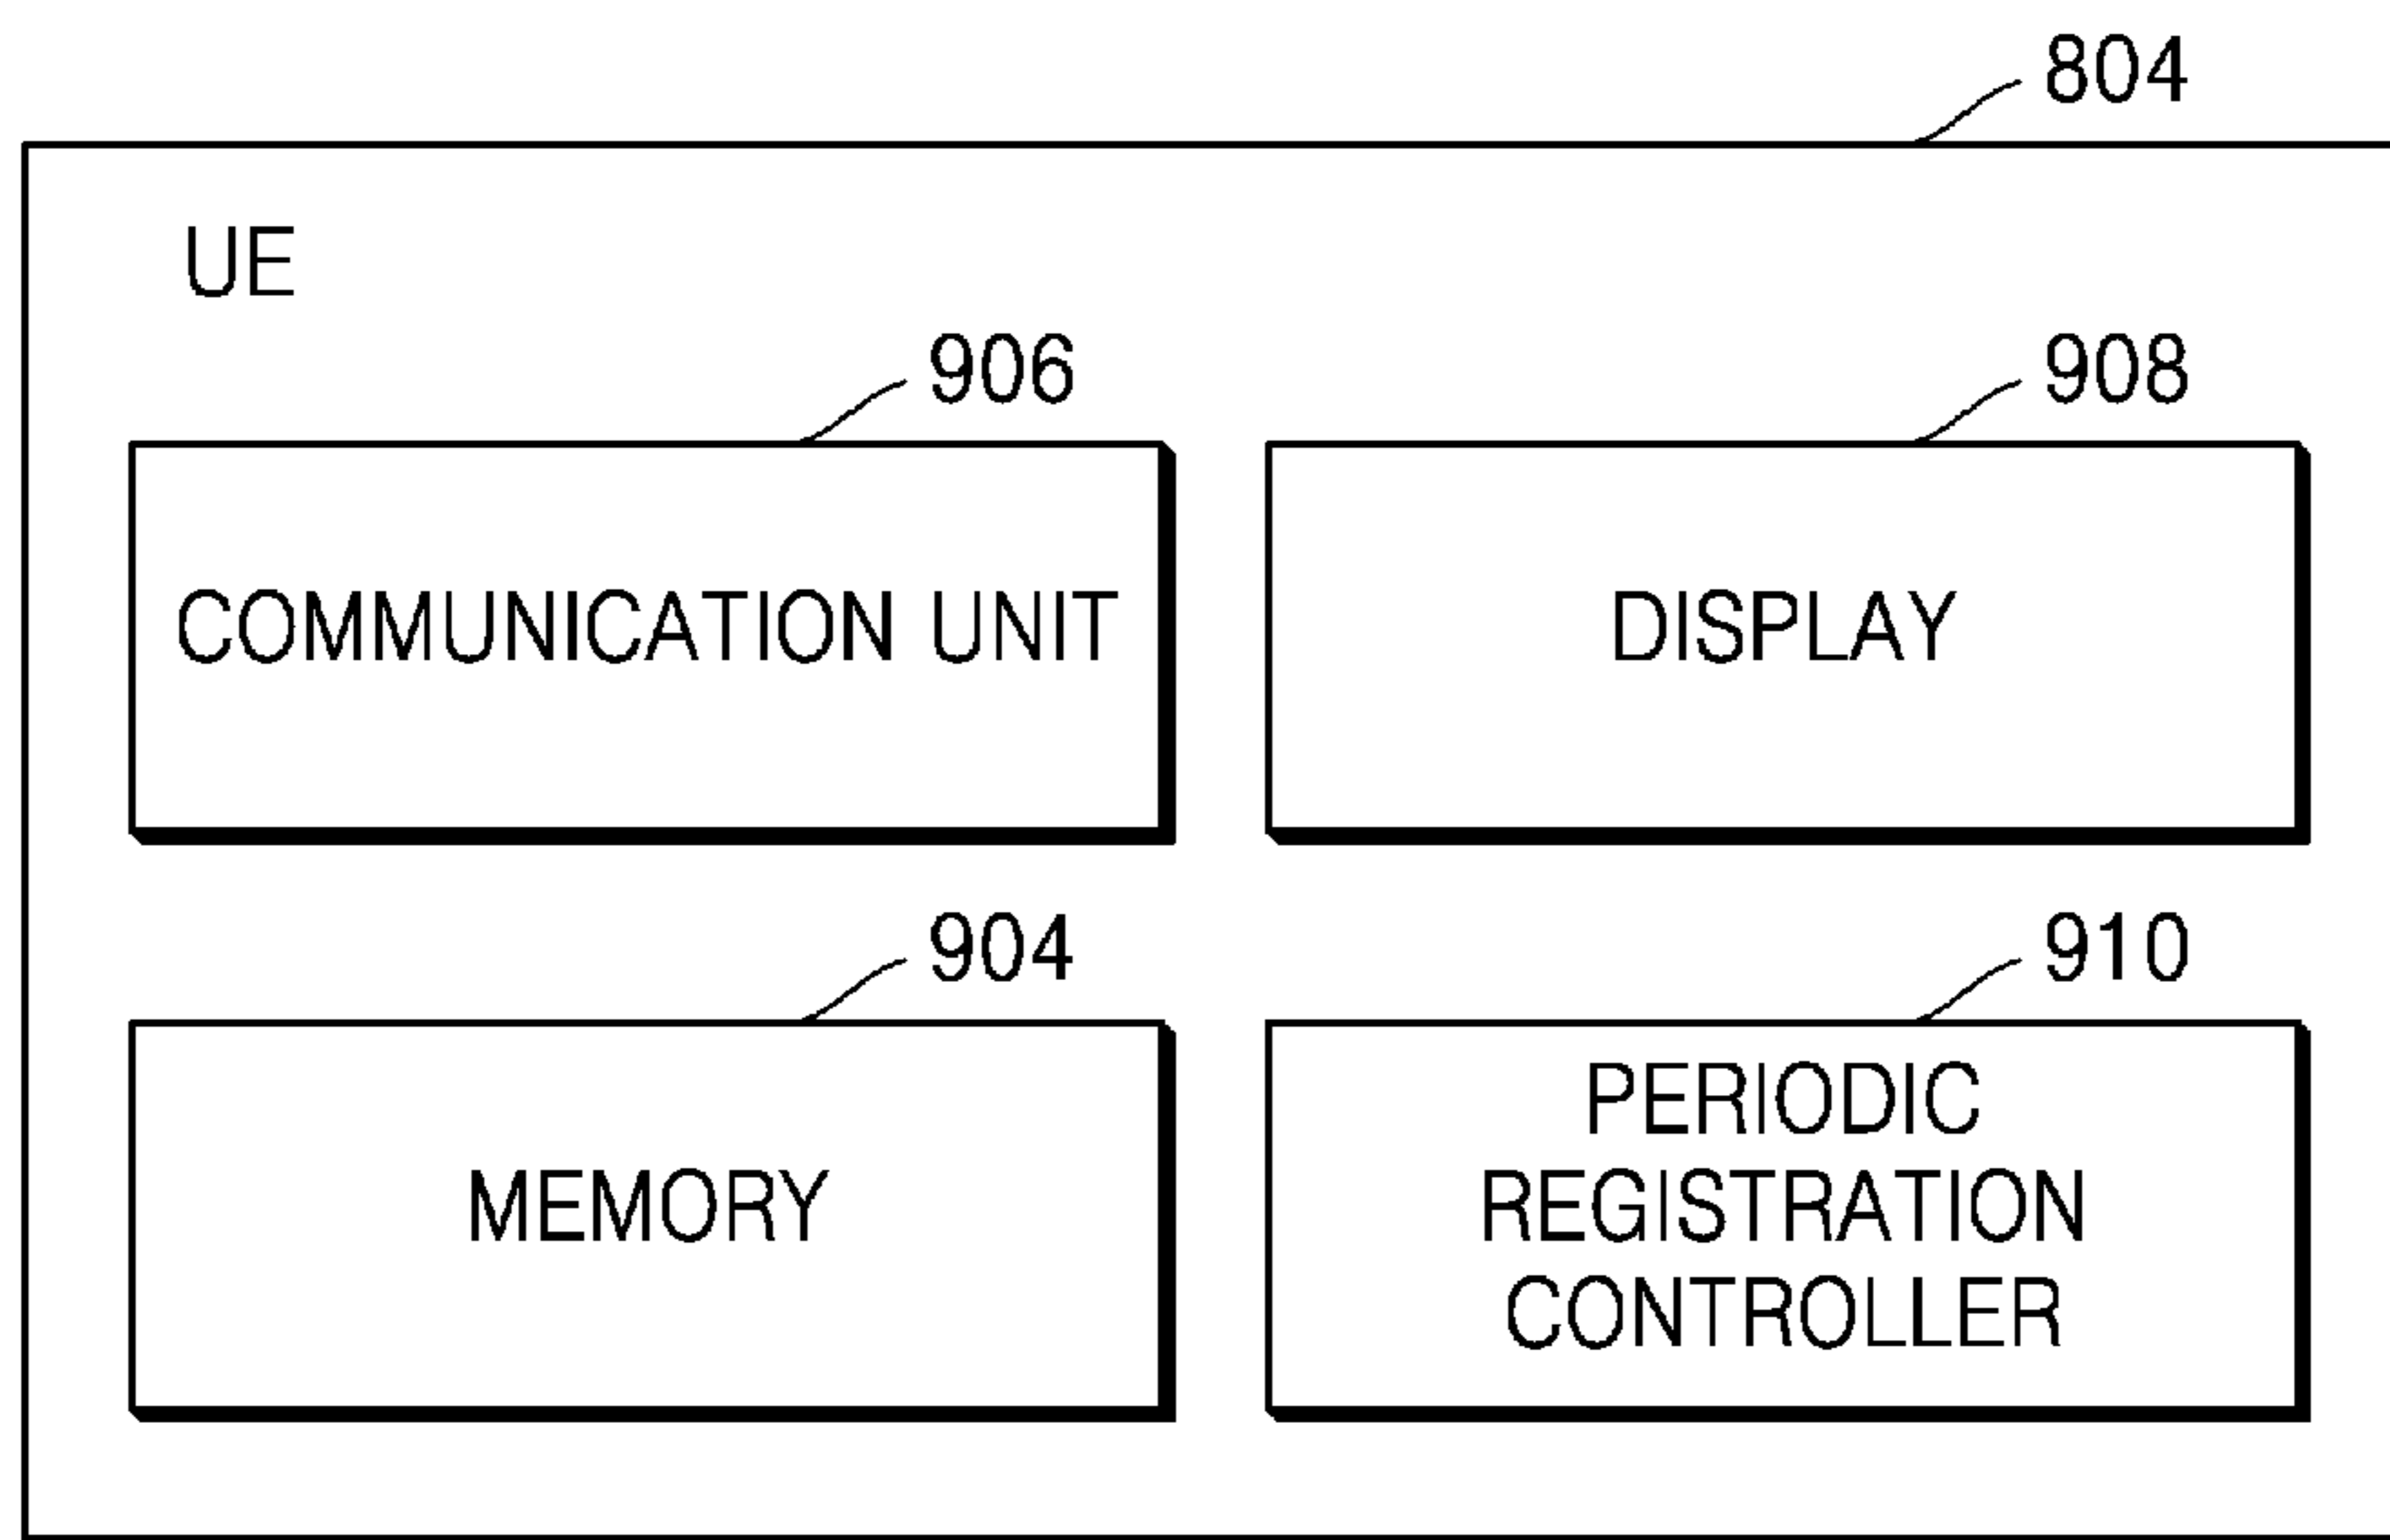 804
UE
906
908
COMMUNICATION UNIT
DISPLAY
904
910
MEMORY
PERIODIC
REGISTRATION
CONTROLLER